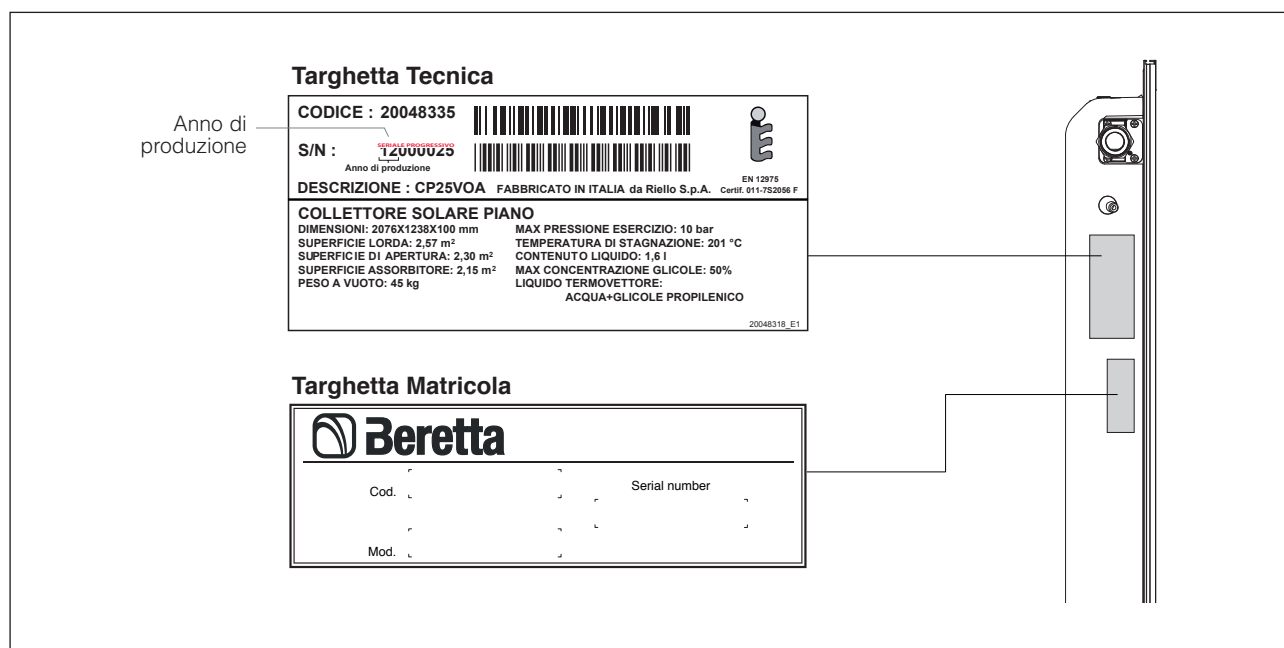 Targhetta Tecnica
Anno di
produzione
CODICE : 20048335
SERIALE PROGRESSIVO
S/N : 12000025
Anno di produzione
EN 12975
DESCRIZIONE : CP25VOA FABBRICATO IN ITALIA da Riello S.p.A. Certif. 011-7S2056 F
COLLETTORE SOLARE PIANO
DIMENSIONI: 2076X1238X100 mm MAX PRESSIONE ESERCIZIO: 10 bar
SUPERFICIE LORDA: 2,57 m² TEMPERATURA DI STAGNAZIONE: 201 °C
SUPERFICIE DI APERTURA: 2,30 m² CONTENUTO LIQUIDO: 1,6 l
SUPERFICIE ASSORBITORE: 2,15 m² MAX CONCENTRAZIONE GLICOLE: 50%
PESO A VUOTO: 45 kg LIQUIDO TERMOVETTORE:
ACQUA+GLICOLE PROPILENICO
20048318_E1
Targhetta Matricola
Beretta
Cod. Serial number
Mod.